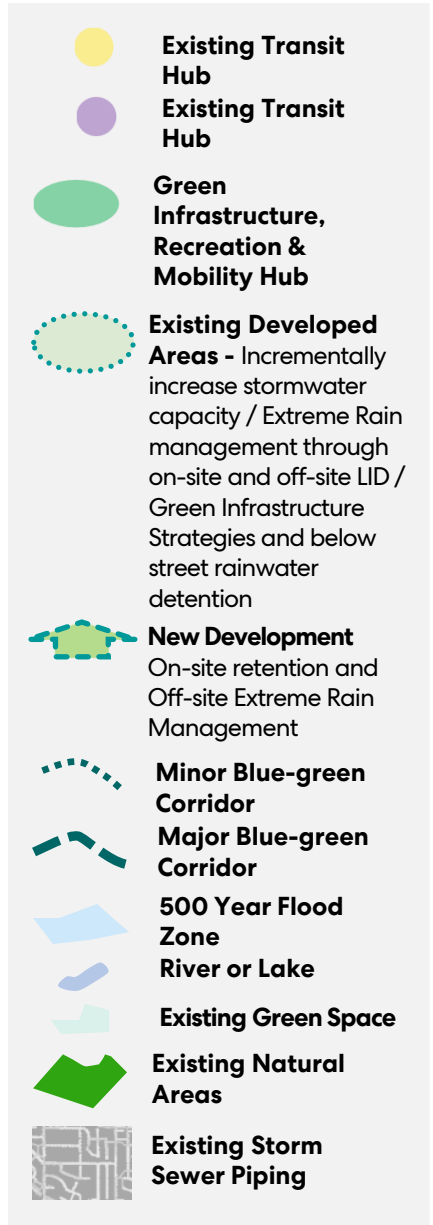 Existing Transit
Hub
Existing Transit
Hub
Green
Infrastructure,
Recreation &
Mobility Hub
Existing Developed
Areas - Incrementally
increase stormwater
capacity / Extreme Rain
management through
on-site and off-site LID /
Green Infrastructure
Strategies and below
street rainwater
detention
New Development
On-site retention and
Off-site Extreme Rain
Management
Minor Blue-green
Corridor
Major Blue-green
Corridor
500 Year Flood
Zone
River or Lake
Existing Green Space
Existing Natural
Areas
Existing Storm
Sewer Piping